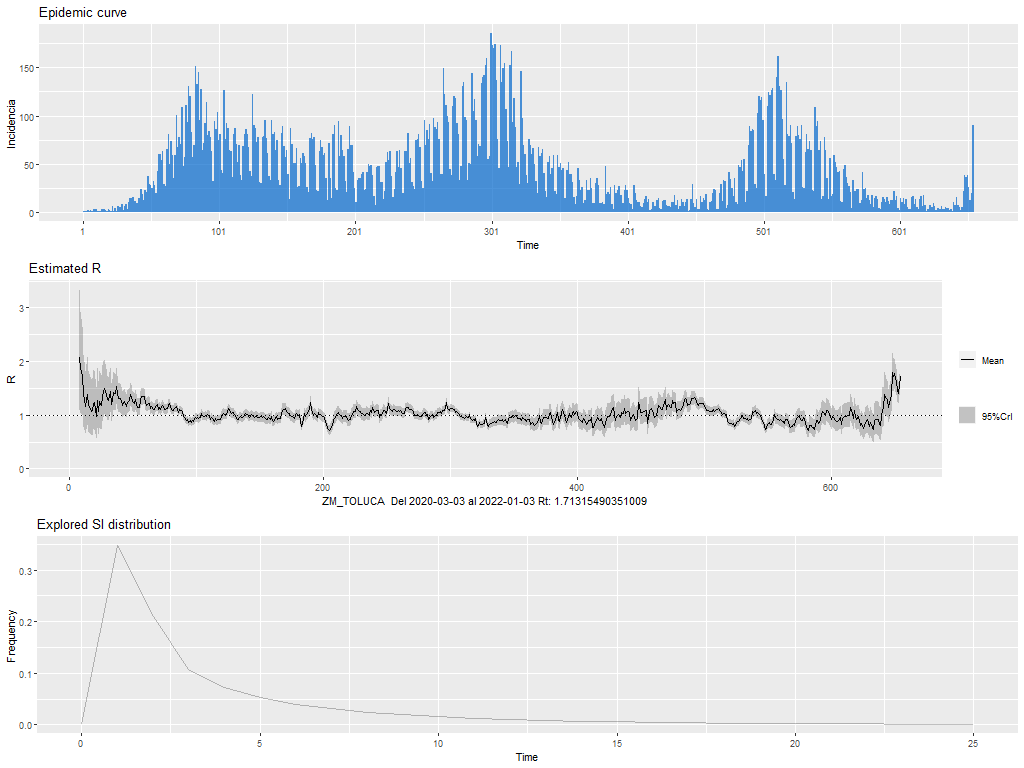 Epidemic curve
Incidencia
150
100
50
0
1
101
201
301
401
501
601
Time
Estimated R
R
3
2
1
0
0
200
400
600
ZM_TOLUCA Del 2020-03-03 al 2022-01-03 Rt: 1.71315490351009
Mean
95%CrI
Explored SI distribution
Frequency
0.3
0.2
0.1
0.0
0
5
10
15
20
25
Time